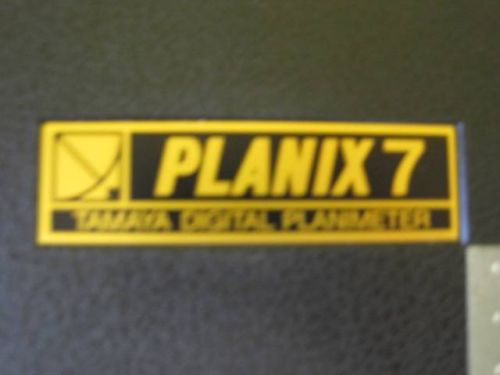 PLANIX 7
TAMAYA DIGITAL PLANIMETER